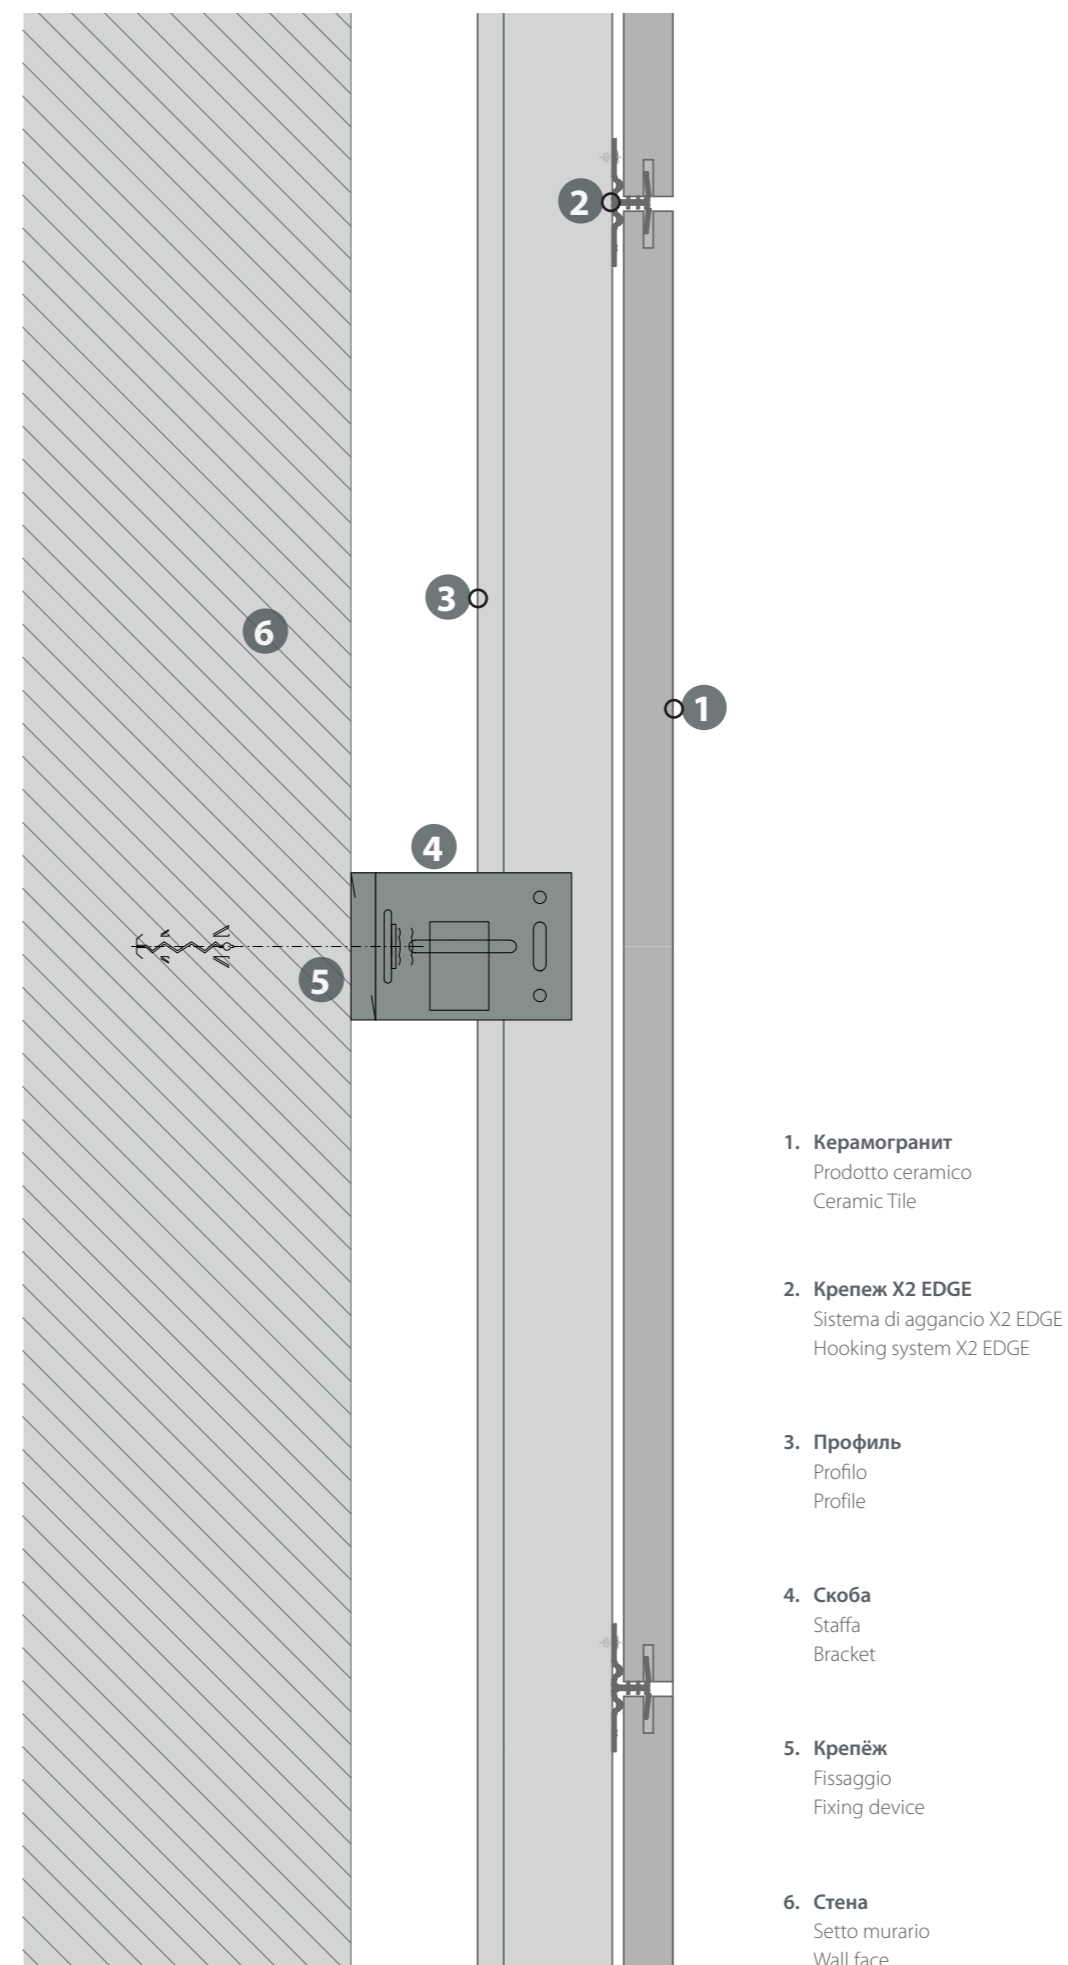 2
3
6
1
4
5
1. Керамогранит
Prodotto ceramico
Ceramic Tile
2. Крепеж X2 EDGE
Sistema di aggancio X2 EDGE
Hooking system X2 EDGE
3. Профиль
Profilo
Profile
4. Скоба
Staffa
Bracket
5. Крепёж
Fissaggio
Fixing device
6. Стена
Setto murario
Wall face